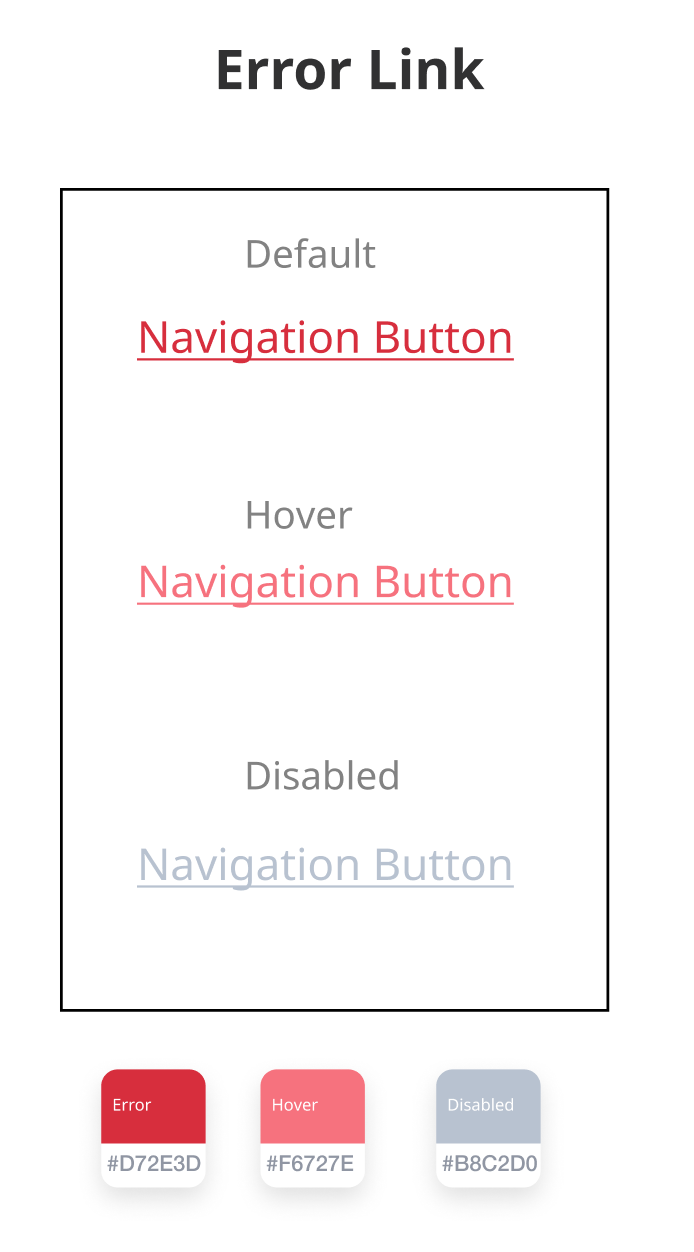 Error Link
Default
Navigation Button
Hover
Navigation Button
Disabled
Navigation Button
Error
#D72E3D
Hover
#F6727E
Disabled
#B8C2D0